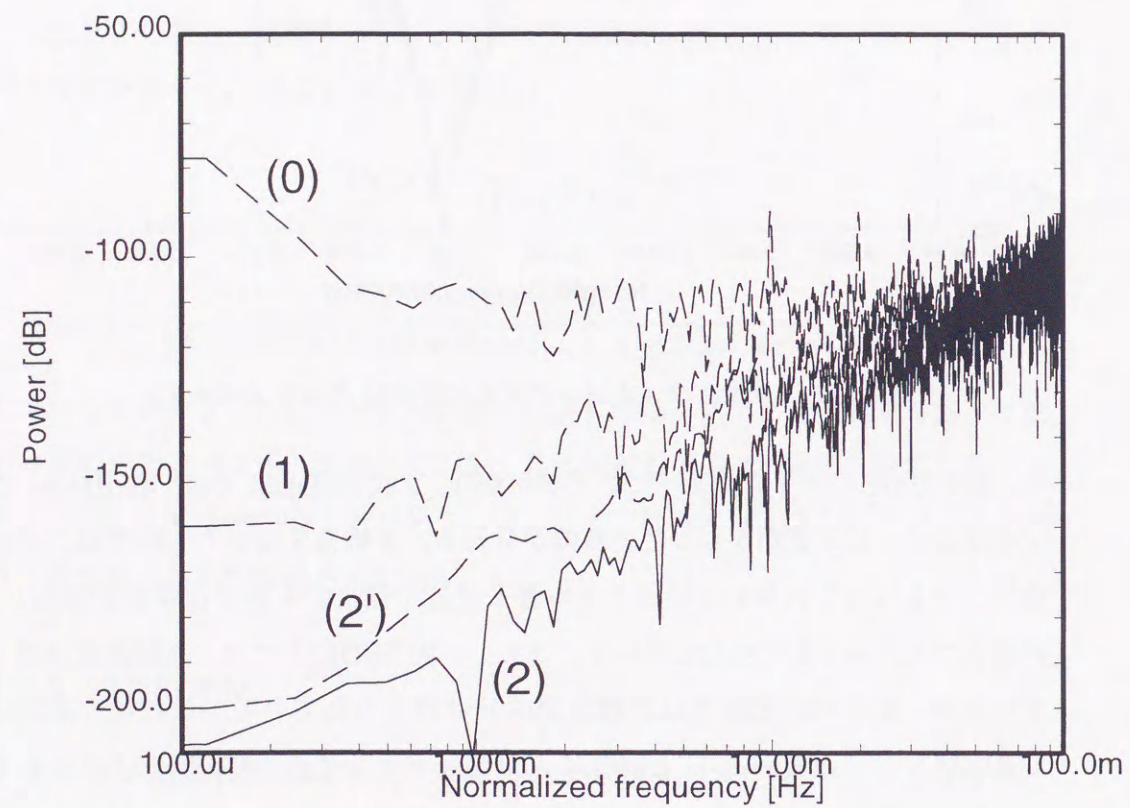 -50.00
(0)
-100.0
Power [dB]
(1)
-150.0
(2')
(2)
-200.0
100.0u
1.000m
10.00m
100.0m
Normalized frequency [Hz]